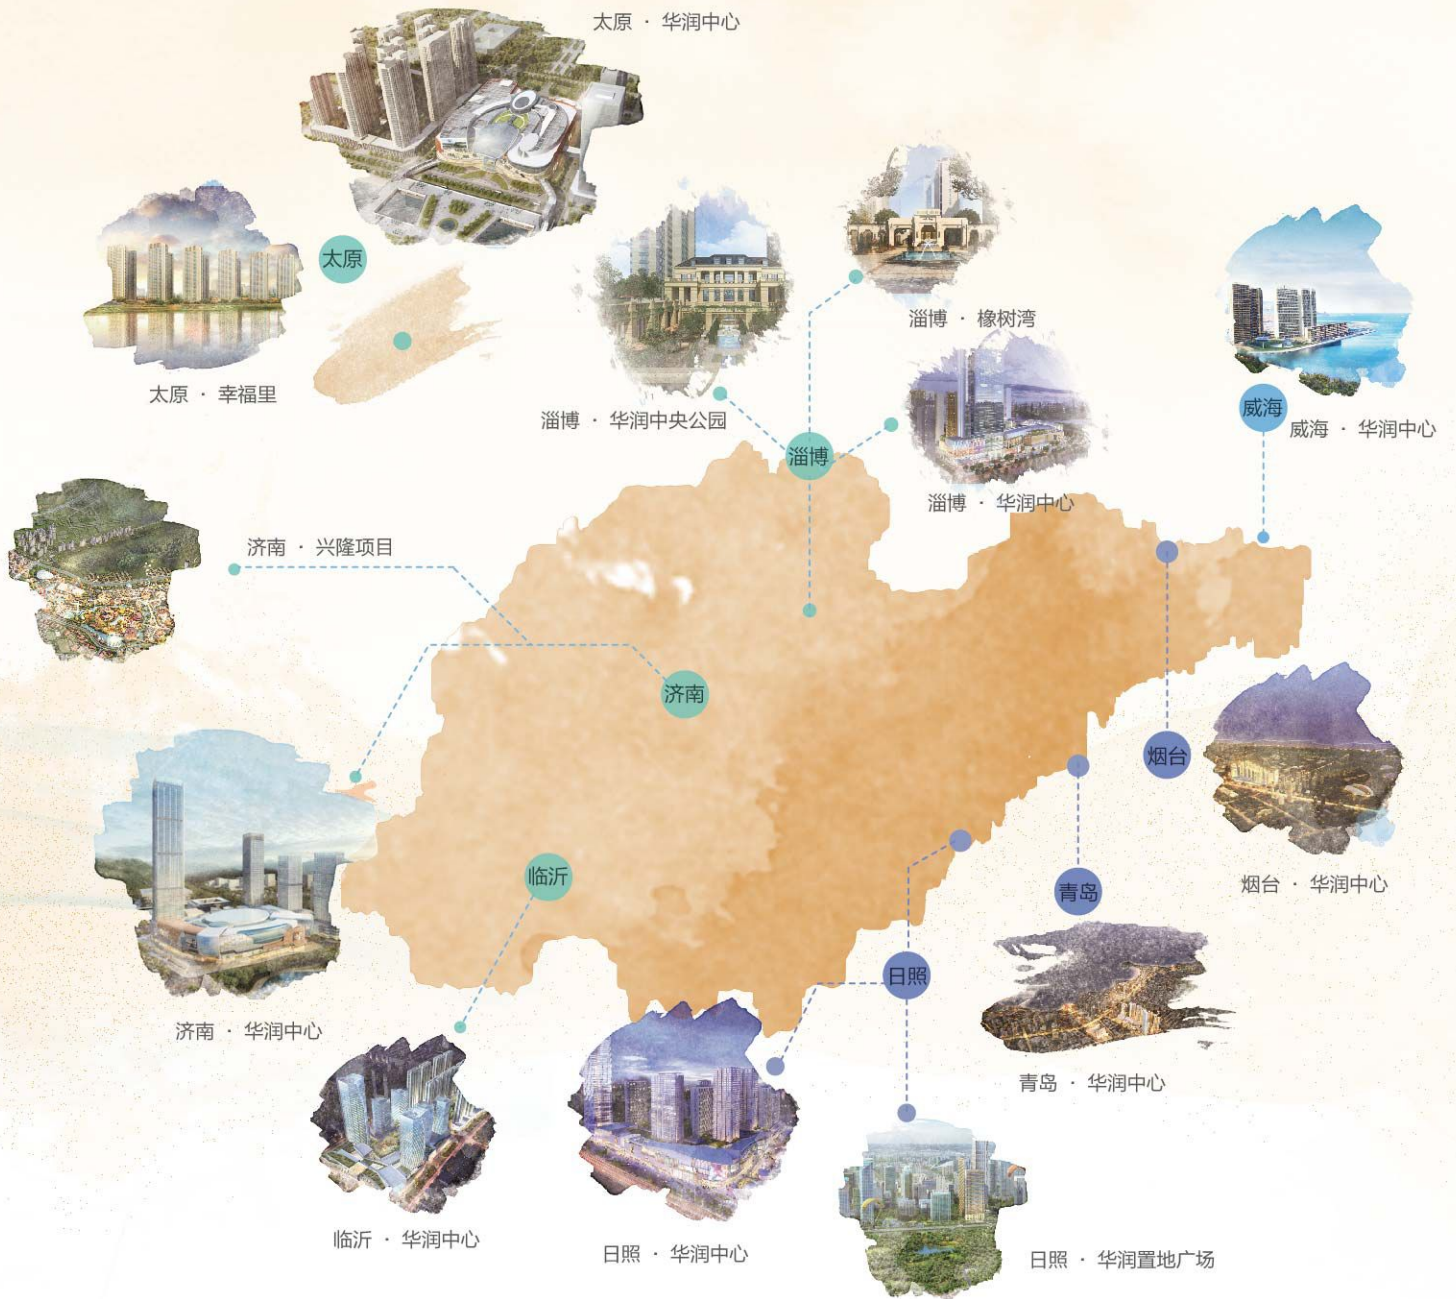 太原 · 华润中心
太原
太原 · 幸福里
淄博 · 橡树湾
淄博 · 华润中央公园
淄博
淄博 · 华润中心
威海
威海 · 华润中心
济南 · 兴隆项目
济南
烟台
烟台 · 华润中心
临沂
青岛
日照
济南 · 华润中心
青岛 · 华润中心
临沂 · 华润中心
日照 · 华润中心
日照 · 华润置地广场